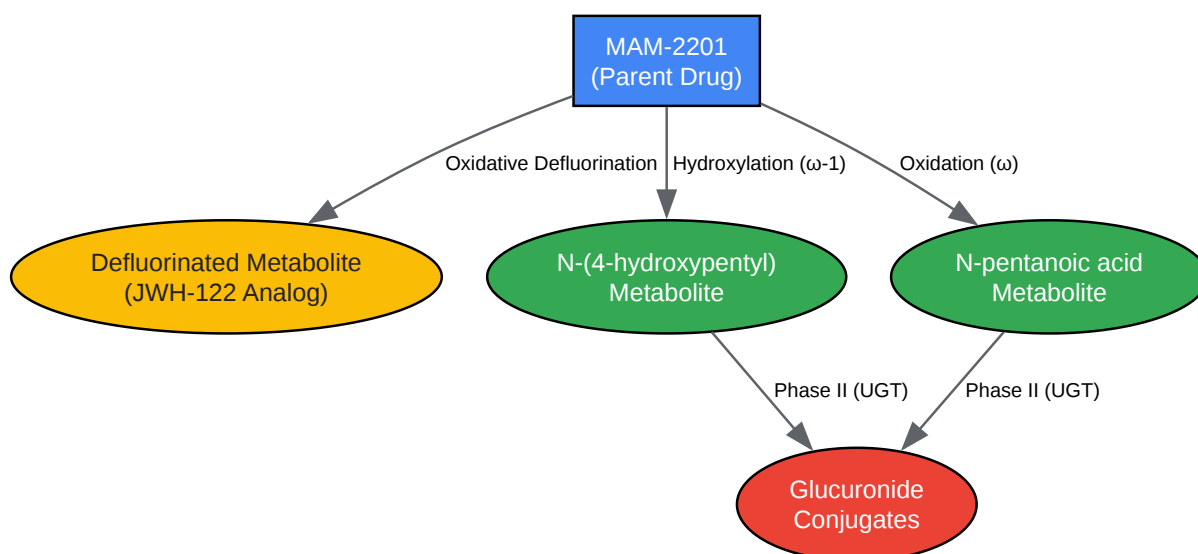 MAM-2201
(Parent Drug)
Oxidative Defluorination
Hydroxylation (ω-1)
Oxidation (ω)
Defluorinated Metabolite
(JWH-122 Analog)
N-(4-hydroxypentyl)
Metabolite
N-pentanoic acid
Metabolite
Phase II (UGT)
Phase II (UGT)
Glucuronide
Conjugates